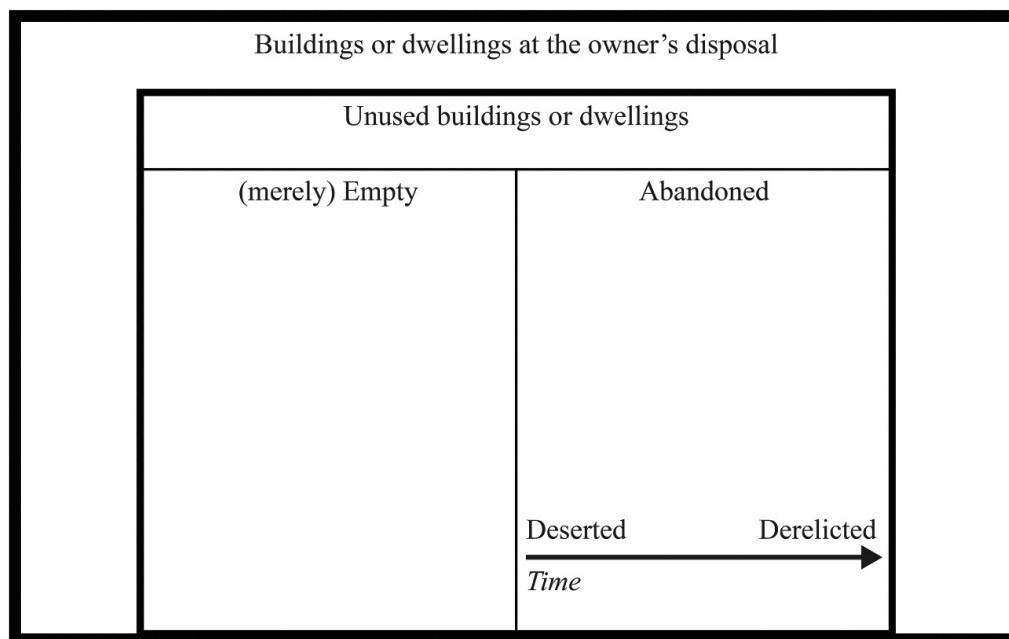 Buildings or dwellings at the owner’s disposal
Unused buildings or dwellings
(merely) Empty
Abandoned
Deserted
Derelicted
Time